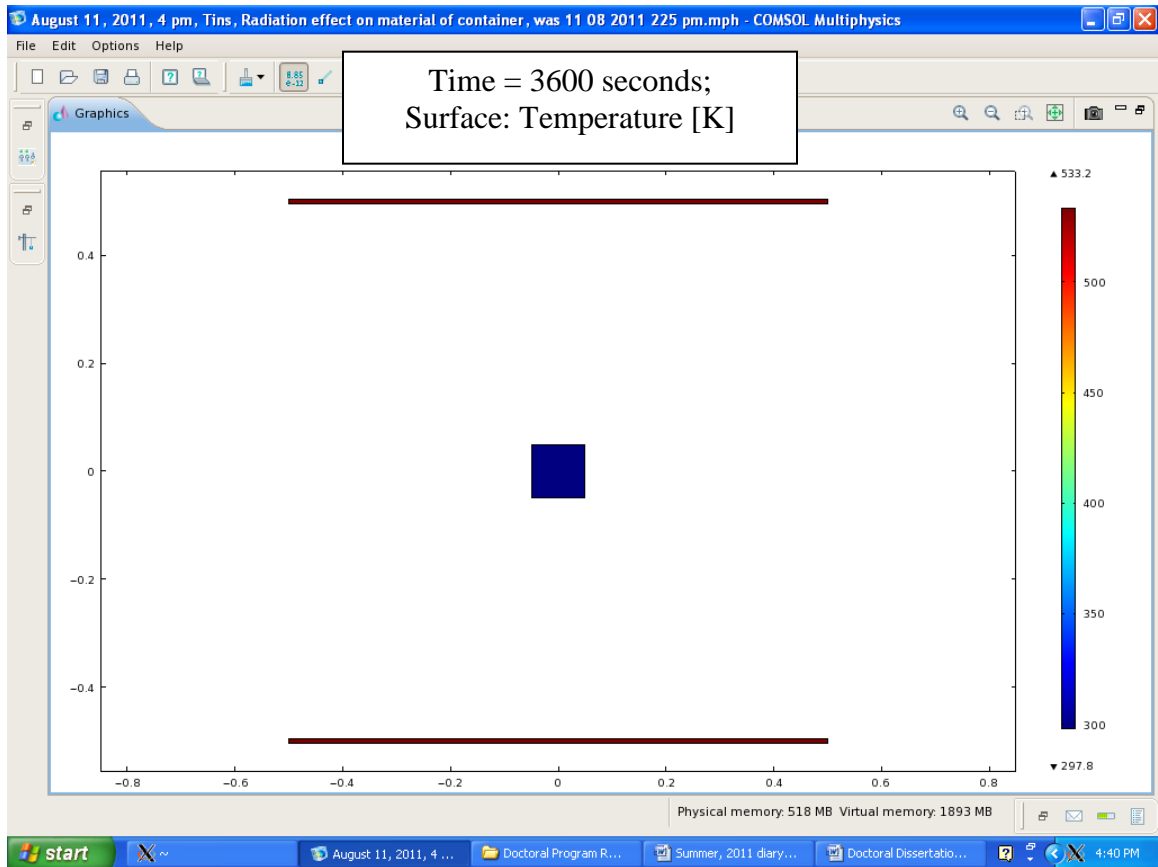 August 11, 2011, 4 pm, Tins, Radiation effect on material of container, was 11 08 2011 225 pm.mph - COMSOL Multiphysics
File Edit Options Help
8.85
e-12
Time = 3600 seconds;
Surface: Temperature [K]
Graphics
▲ 533.2
0.4
500
0.2
450
0
400
−0.2
350
−0.4
300
▼ 297.8
−0.8 −0.6 −0.4 −0.2 0 0.2 0.4 0.6 0.8
Physical memory: 518 MB Virtual memory: 1893 MB
start
~
August 11, 2011, 4 ...
Doctoral Program R...
Summer, 2011 diary...
Doctoral Dissertatio...
4:40 PM